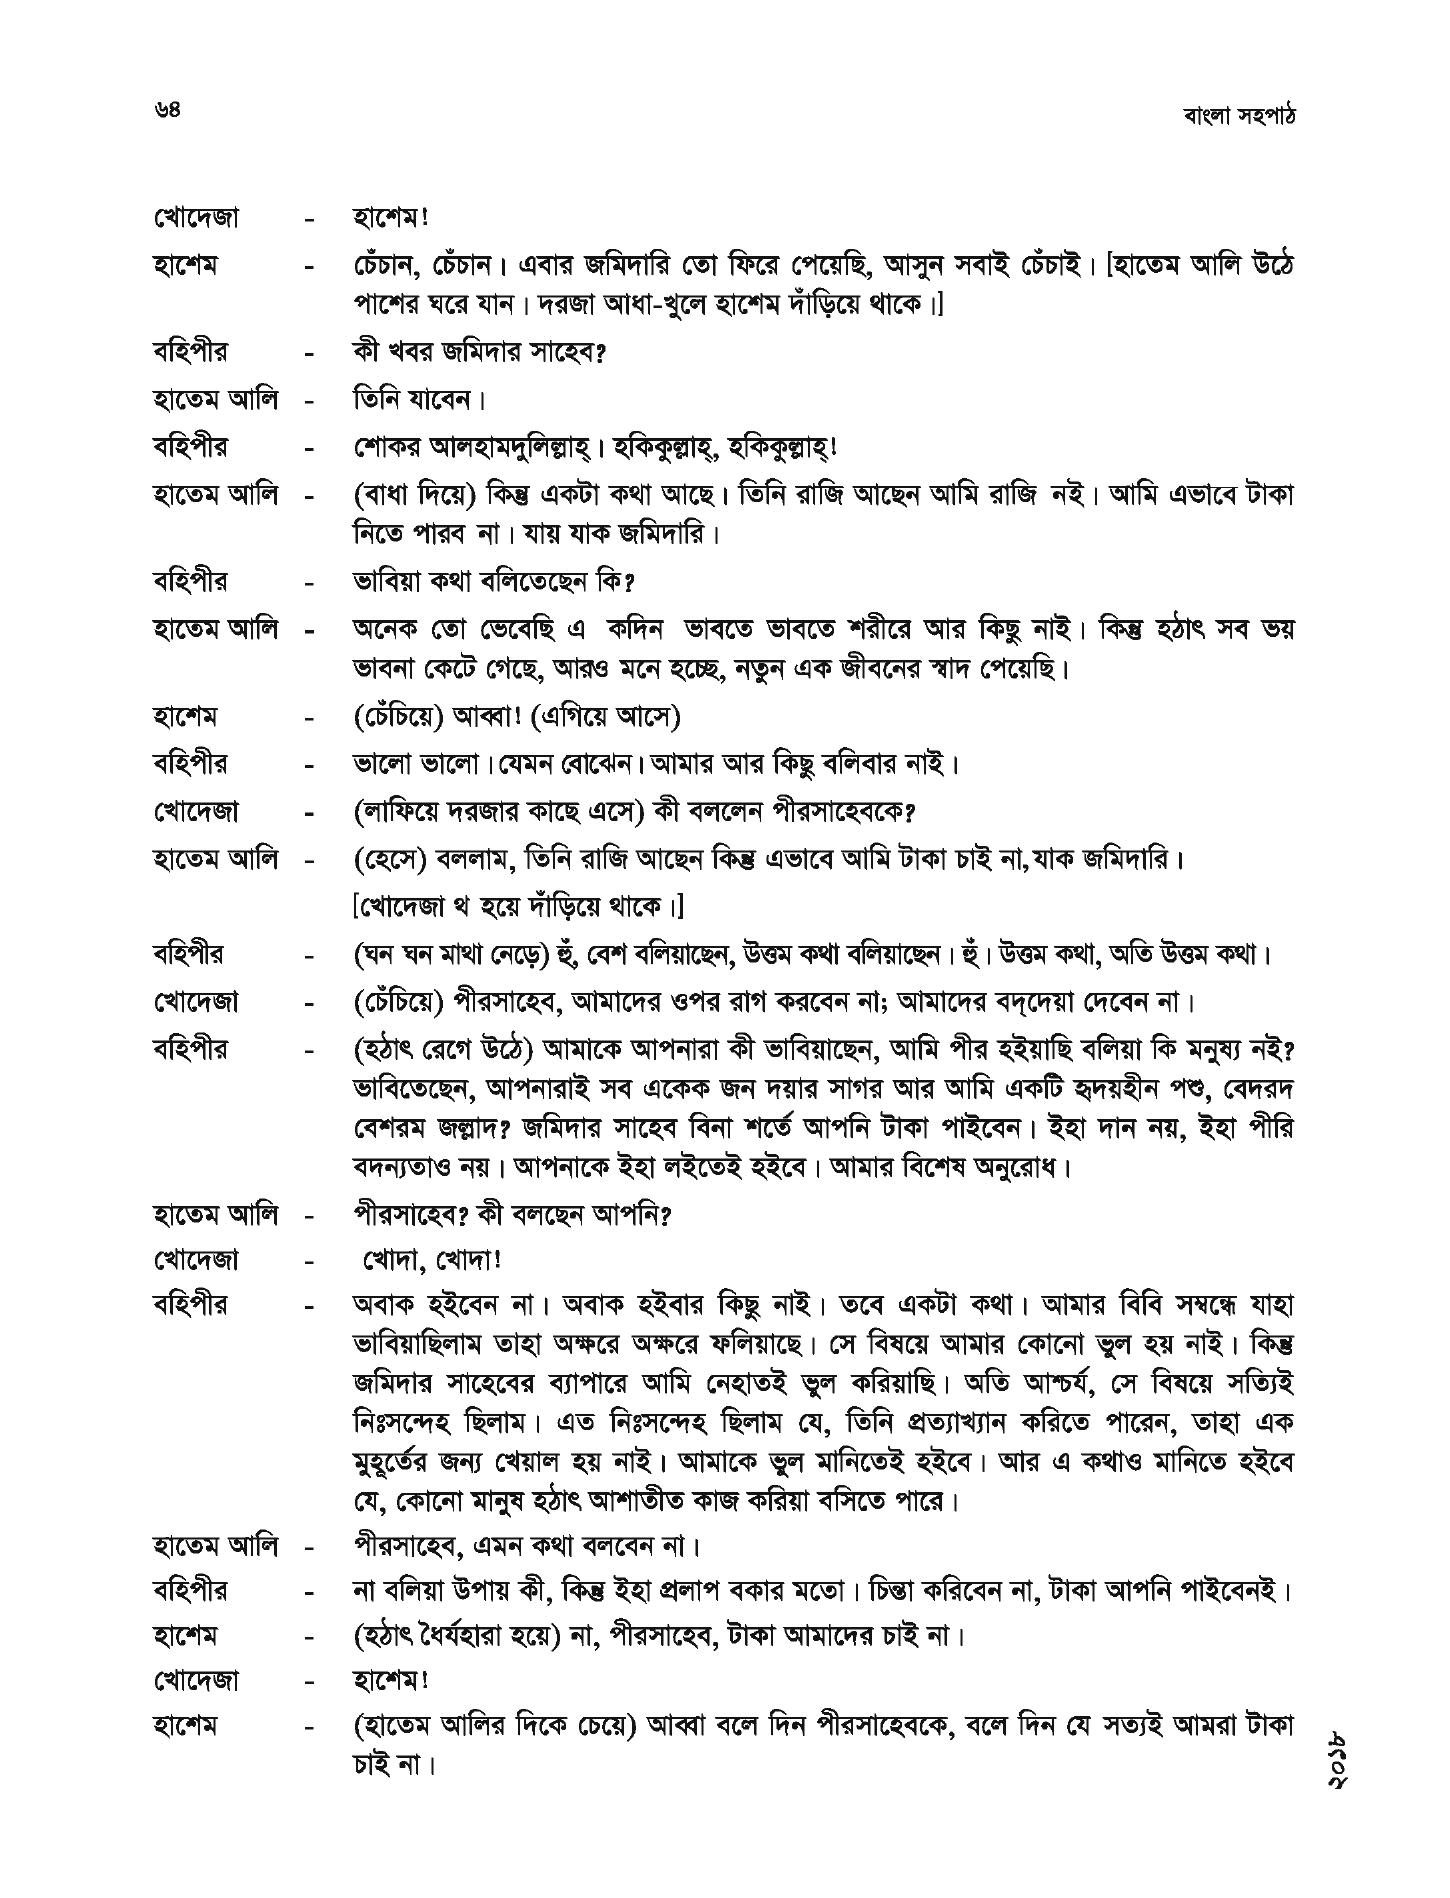 ৬৪ বাংলা সহপাঠ
খোদেজা - হাশেম!
হাশেম - চেঁচান, চেঁচান। এবার জমিদারি তো ফিরে পেয়েছি, আসুন সবাই চেঁচাই। [হাতেম আলি উঠে
পাশের ঘরে যান। দরজা আধা-খুলে হাশেম দাঁড়িয়ে থাকে।]
বহিপীর - কী খবর জমিদার সাহেব?
হাতেম আলি - তিনি যাবেন।
বহিপীর - শোকর আলহামদুলিল্লাহ্। হকিকুল্লাহ্, হকিকুল্লাহ্!
হাতেম আলি - (বাধা দিয়ে) কিন্তু একটা কথা আছে। তিনি রাজি আছেন আমি রাজি নই। আমি এভাবে টাকা
নিতে পারব না। যায় যাক জমিদারি।
বহিপীর - ভাবিয়া কথা বলিতেছেন কি?
হাতেম আলি - অনেক তো ভেবেছি এ কদিন ভাবতে ভাবতে শরীরে আর কিছু নাই। কিন্তু হঠাৎ সব ভয়
ভাবনা কেটে গেছে, আরও মনে হচ্ছে, নতুন এক জীবনের স্বাদ পেয়েছি।
হাশেম - (চেঁচিয়ে) আব্বা! (এগিয়ে আসে)
বহিপীর - ভালো ভালো। যেমন বোঝেন। আমার আর কিছু বলিবার নাই।
খোদেজা - (লাফিয়ে দরজার কাছে এসে) কী বললেন পীরসাহেবকে?
হাতেম আলি - (হেসে) বললাম, তিনি রাজি আছেন কিন্তু এভাবে আমি টাকা চাই না, যাক জমিদারি।
[খোদেজা থ হয়ে দাঁড়িয়ে থাকে।]
বহিপীর - (ঘন ঘন মাথা নেড়ে) হুঁ, বেশ বলিয়াছেন, উত্তম কথা বলিয়াছেন। হুঁ। উত্তম কথা, অতি উত্তম কথা।
খোদেজা - (চেঁচিয়ে) পীরসাহেব, আমাদের ওপর রাগ করবেন না; আমাদের বদ্‌দেয়া দেবেন না।
বহিপীর - (হঠাৎ রেগে উঠে) আমাকে আপনারা কী ভাবিয়াছেন, আমি পীর হইয়াছি বলিয়া কি মনুষ্য নই?
ভাবিতেছেন, আপনারাই সব একেক জন দয়ার সাগর আর আমি একটি হৃদয়হীন পশু, বেদরদ
বেশরম জল্লাদ? জমিদার সাহেব বিনা শর্তে আপনি টাকা পাইবেন। ইহা দান নয়, ইহা পীরি
বদন্যতাও নয়। আপনাকে ইহা লইতেই হইবে। আমার বিশেষ অনুরোধ।
হাতেম আলি - পীরসাহেব? কী বলছেন আপনি?
খোদেজা - খোদা, খোদা!
বহিপীর - অবাক হইবেন না। অবাক হইবার কিছু নাই। তবে একটা কথা। আমার বিবি সম্বন্ধে যাহা
ভাবিয়াছিলাম তাহা অক্ষরে অক্ষরে ফলিয়াছে। সে বিষয়ে আমার কোনো ভুল হয় নাই। কিন্তু
জমিদার সাহেবের ব্যাপারে আমি নেহাতই ভুল করিয়াছি। অতি আশ্চর্য, সে বিষয়ে সত্যিই
নিঃসন্দেহ ছিলাম। এত নিঃসন্দেহ ছিলাম যে, তিনি প্রত্যাখ্যান করিতে পারেন, তাহা এক
মুহূর্তের জন্য খেয়াল হয় নাই। আমাকে ভুল মানিতেই হইবে। আর এ কথাও মানিতে হইবে
যে, কোনো মানুষ হঠাৎ আশাতীত কাজ করিয়া বসিতে পারে।
হাতেম আলি - পীরসাহেব, এমন কথা বলবেন না।
বহিপীর - না বলিয়া উপায় কী, কিন্তু ইহা প্রলাপ বকার মতো। চিন্তা করিবেন না, টাকা আপনি পাইবেনই।
হাশেম - (হঠাৎ ধৈর্যহারা হয়ে) না, পীরসাহেব, টাকা আমাদের চাই না।
খোদেজা - হাশেম!
হাশেম - (হাতেম আলির দিকে চেয়ে) আব্বা বলে দিন পীরসাহেবকে, বলে দিন যে সত্যই আমরা টাকা
চাই না।
২০১৮